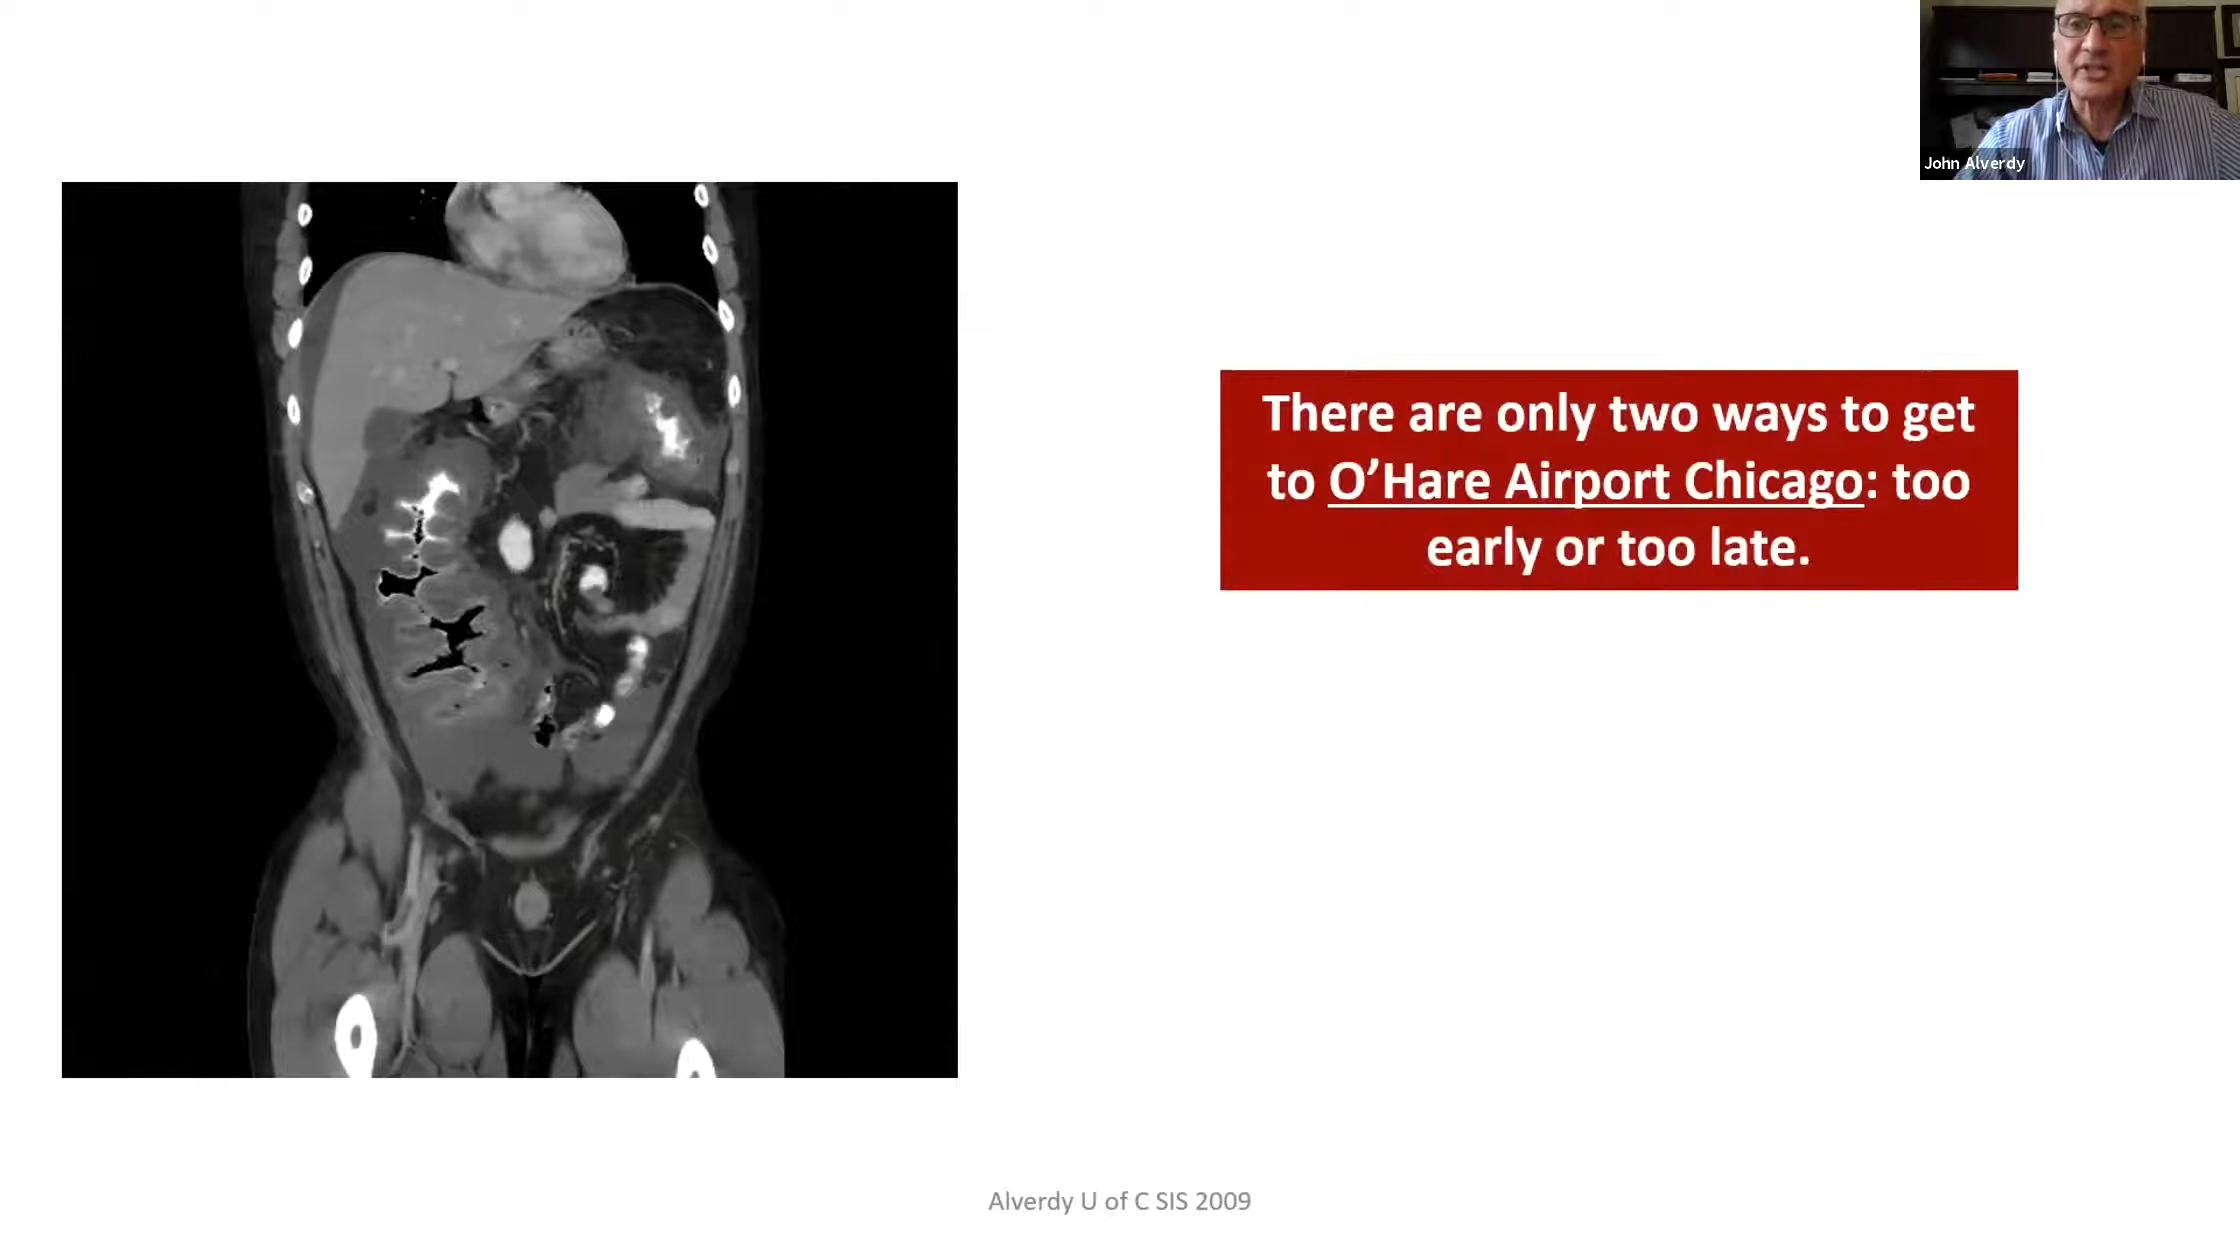 John Alverdy
There are only two ways to get
to O’Hare Airport Chicago: too
early or too late.
Alverdy U of C SIS 2009